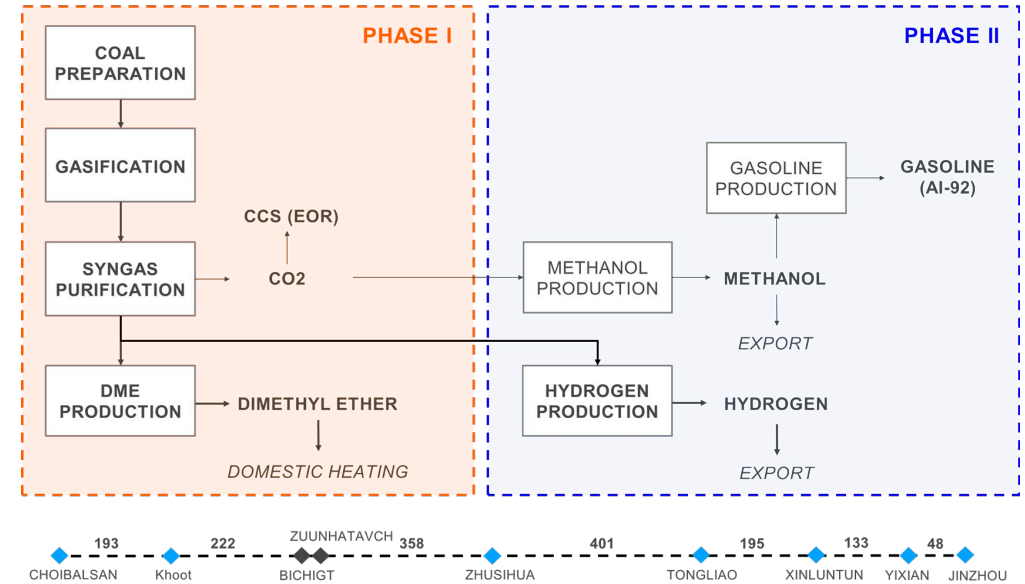 PHASE I
COAL
PREPARATION
GASIFICATION
SYNGAS
PURIFICATION
CCS (EOR)
CO2
DME
PRODUCTION
DIMETHYL ETHER
DOMESTIC HEATING
PHASE II
GASOLINE
PRODUCTION
GASOLINE
(AI-92)
METHANOL
PRODUCTION
METHANOL
EXPORT
HYDROGEN
PRODUCTION
HYDROGEN
EXPORT
ZUUNHATAVCH
193 222 358 401 195 133 48
CHOIBALSAN Khoot BICHIGT ZHUSIHUA TONGLIAO XINLUNTUN YIXIAN JINZHOU